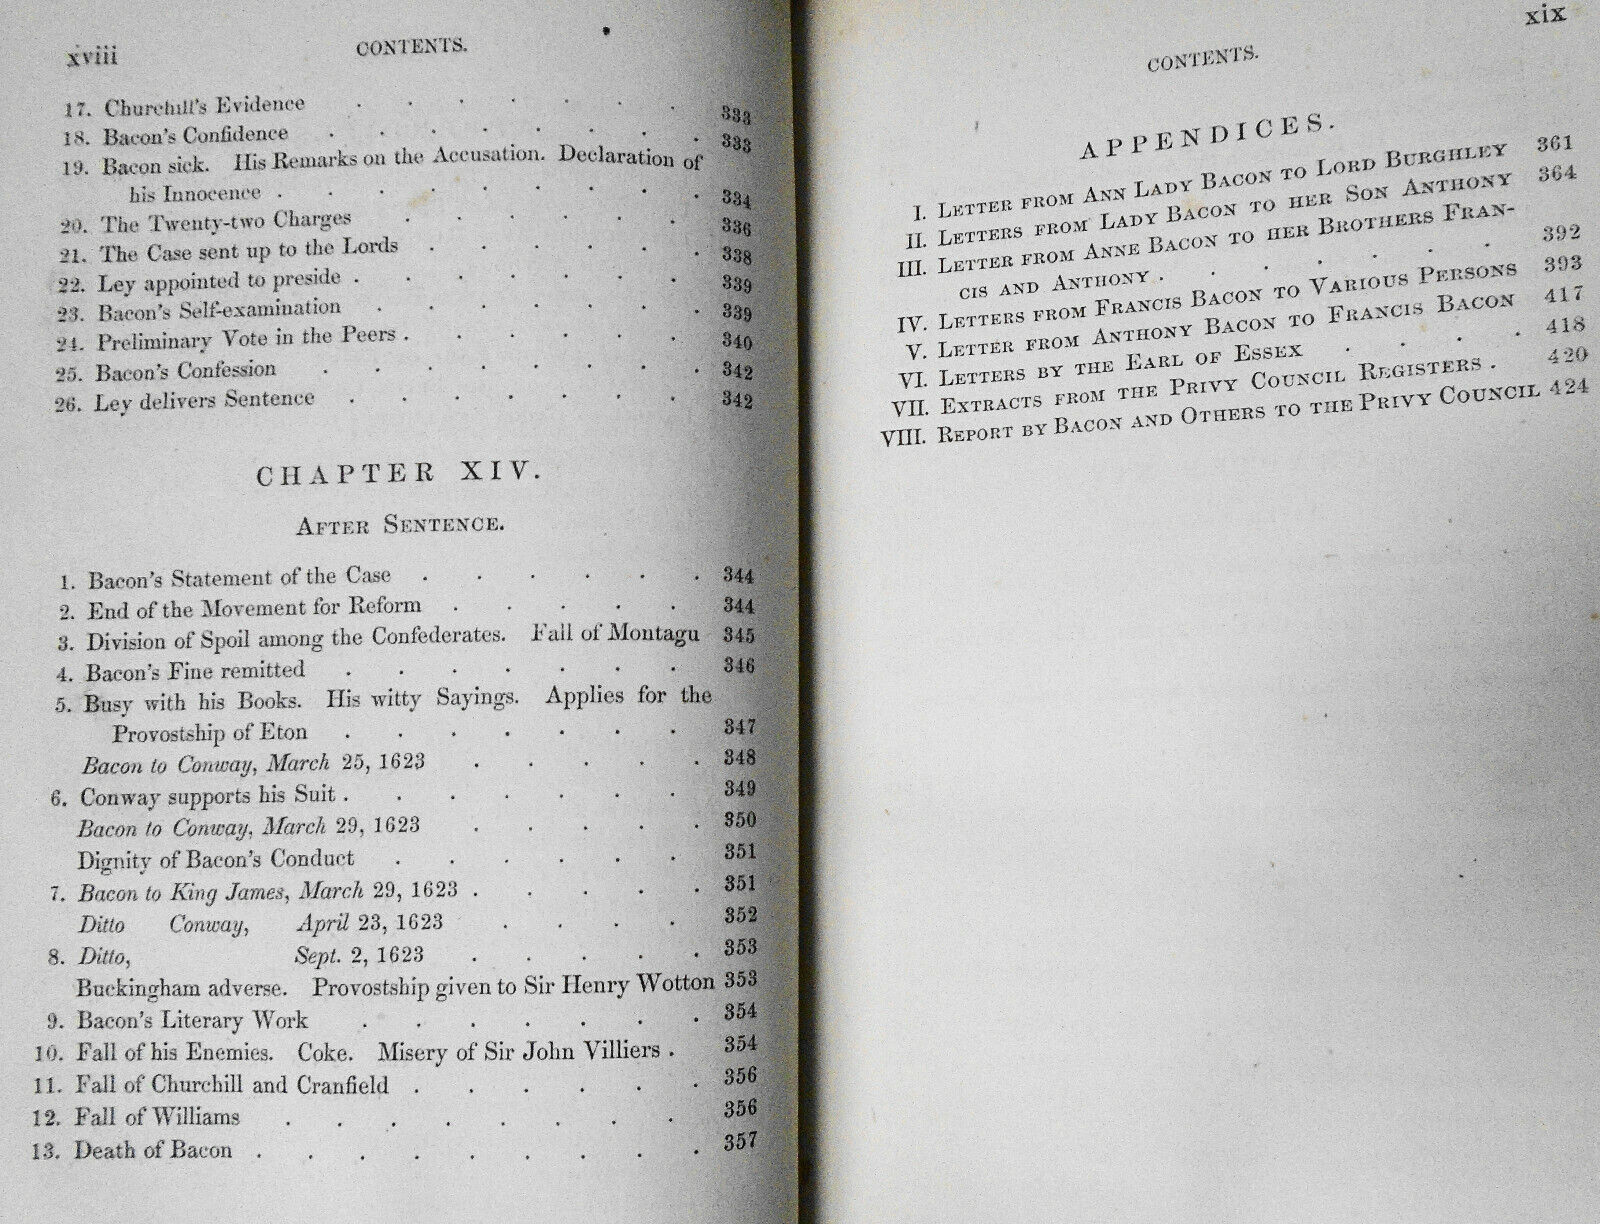 xviii CONTENTS.
17. Churchill's Evidence . . . . . . . 333
18. Bacon's Confidence . . . . . . . . 333
19. Bacon sick. His Remarks on the Accusation. Declaration of
his Innocence . . . . . . . . . 334
20. The Twenty-two Charges . . . . . . 336
21. The Case sent up to the Lords . . . . . . 338
22. Ley appointed to preside . . . . . . . 339
23. Bacon's Self-examination . . . . . . . 339
24. Preliminary Vote in the Peers . . . . . . 340
25. Bacon's Confession . . . . . . . 342
26. Ley delivers Sentence . . . . . . . 342
CHAPTER XIV.
AFTER SENTENCE.
1. Bacon's Statement of the Case . . . . . . 344
2. End of the Movement for Reform . . . . . 344
3. Division of Spoil among the Confederates. Fall of Montagu 345
4. Bacon's Fine remitted . . . . . . . 346
5. Busy with his Books. His witty Sayings. Applies for the
Provostship of Eton . . . . . . . 347
Bacon to Conway, March 25, 1623 . . . . . 348
6. Conway supports his Suit . . . . . . . 349
Bacon to Conway, March 29, 1623 . . . . . 350
Dignity of Bacon's Conduct . . . . . . 351
7. Bacon to King James, March 29, 1623 . . . . . 351
Ditto Conway, April 23, 1623 . . . . 352
8. Ditto, Sept. 2, 1623 . . . . . 353
Buckingham adverse. Provostship given to Sir Henry Wotton 353
9. Bacon's Literary Work . . . . . . . 354
10. Fall of his Enemies. Coke. Misery of Sir John Villiers . 354
11. Fall of Churchill and Cranfield . . . . . . 356
12. Fall of Williams . . . . . . . . 356
13. Death of Bacon . . . . . . . . . 357
CONTENTS. xix
APPENDICES.
I. LETTER FROM ANN LADY BACON TO LORD BURGHLEY 361
II. LETTERS FROM LADY BACON TO HER SON ANTHONY 364
III. LETTER FROM ANNE BACON TO HER BROTHERS FRAN-
CIS AND ANTHONY . . . . . . . 392
IV. LETTERS FROM FRANCIS BACON TO VARIOUS PERSONS 393
V. LETTER FROM ANTHONY BACON TO FRANCIS BACON 417
VI. LETTERS BY THE EARL OF ESSEX . . . . 418
VII. EXTRACTS FROM THE PRIVY COUNCIL REGISTERS . 420
VIII. REPORT BY BACON AND OTHERS TO THE PRIVY COUNCIL 424